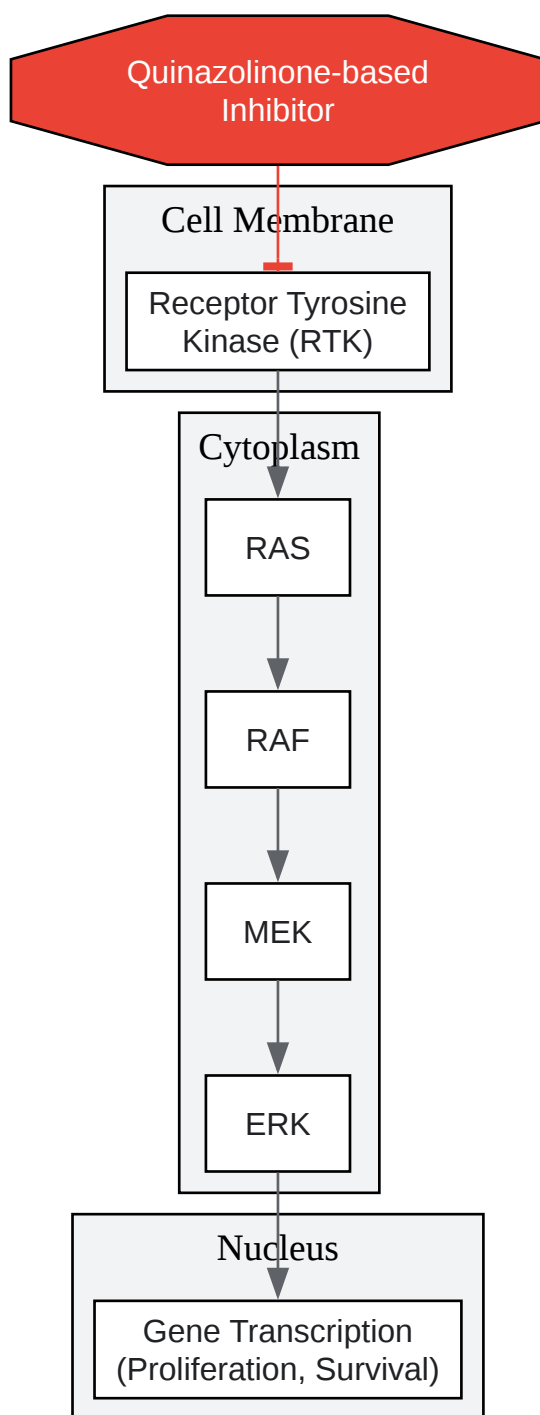 Quinazolinone-based
Inhibitor
Cell Membrane
Receptor Tyrosine
Kinase (RTK)
Cytoplasm
RAS
RAF
MEK
ERK
Nucleus
Gene Transcription
(Proliferation, Survival)